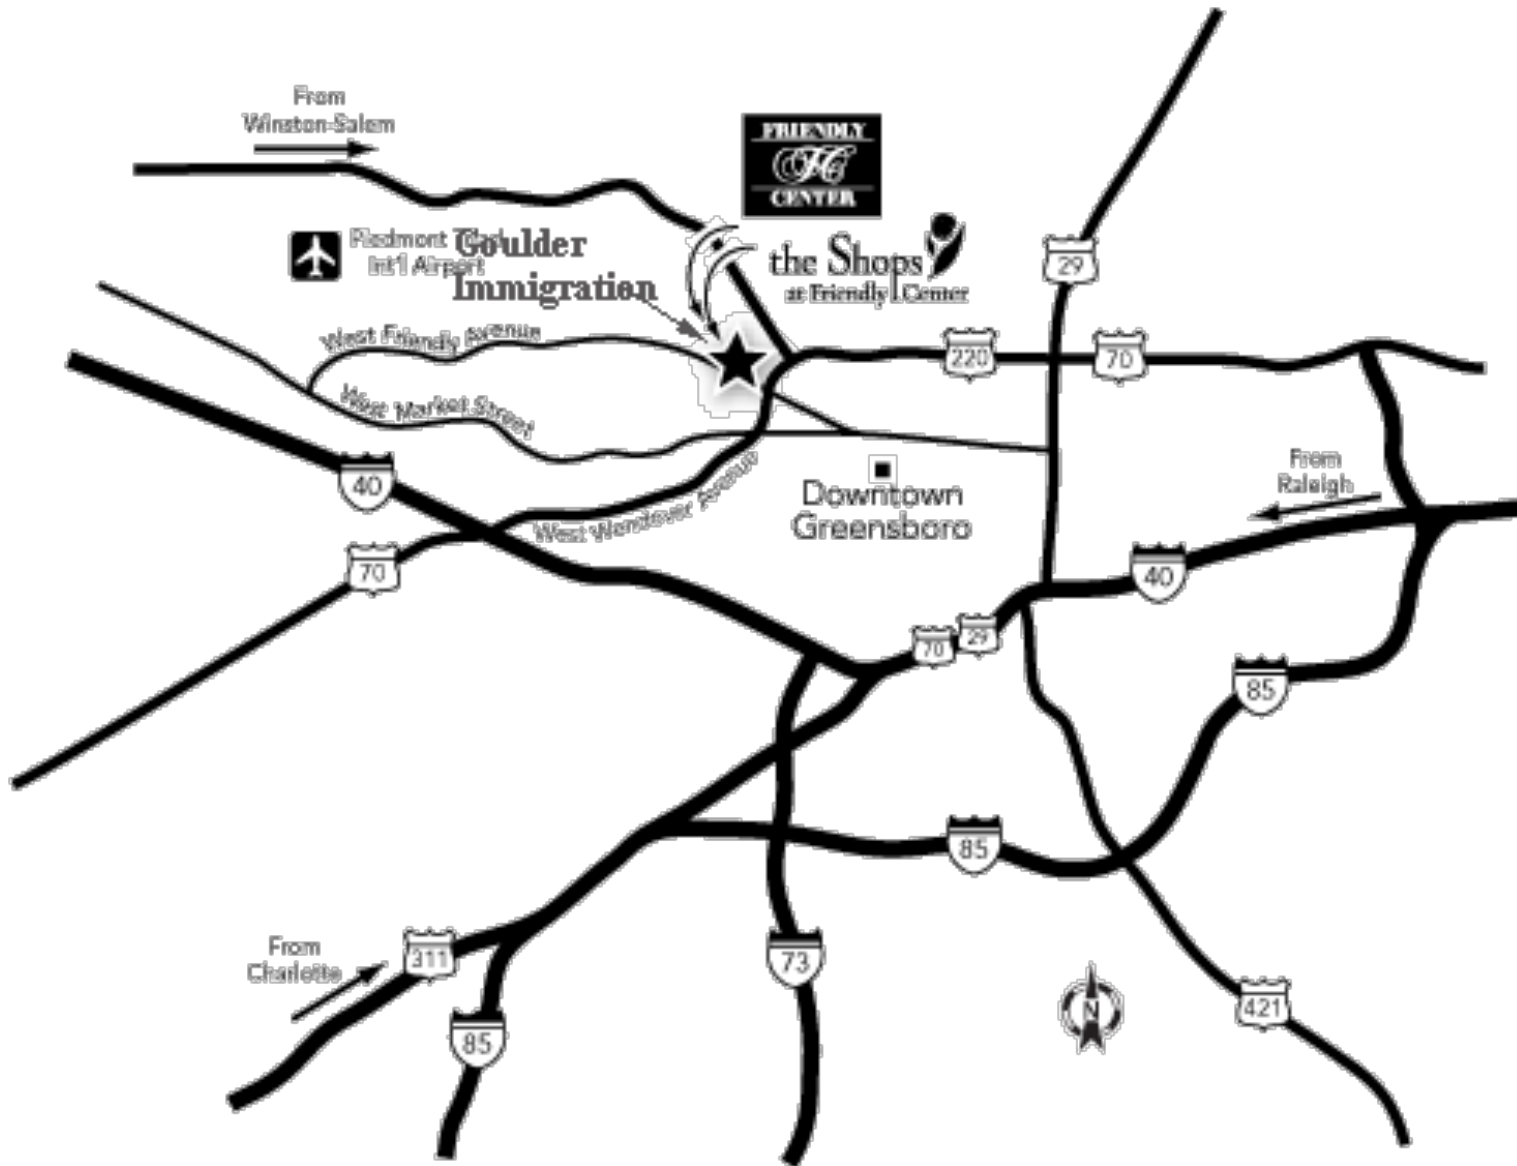 From
Winston-Salem
FRIENDLY
FC
CENTER
Piedmont Triad
Int'l Airport
Goulder
Immigration
the Shops
at Friendly Center
29
West Friendly Avenue
220
70
West Market Street
40
From
Raleigh
Downtown
Greensboro
West Wendover Avenue
70
40
70
29
85
85
311
From
Charlotte
73
85
N
421